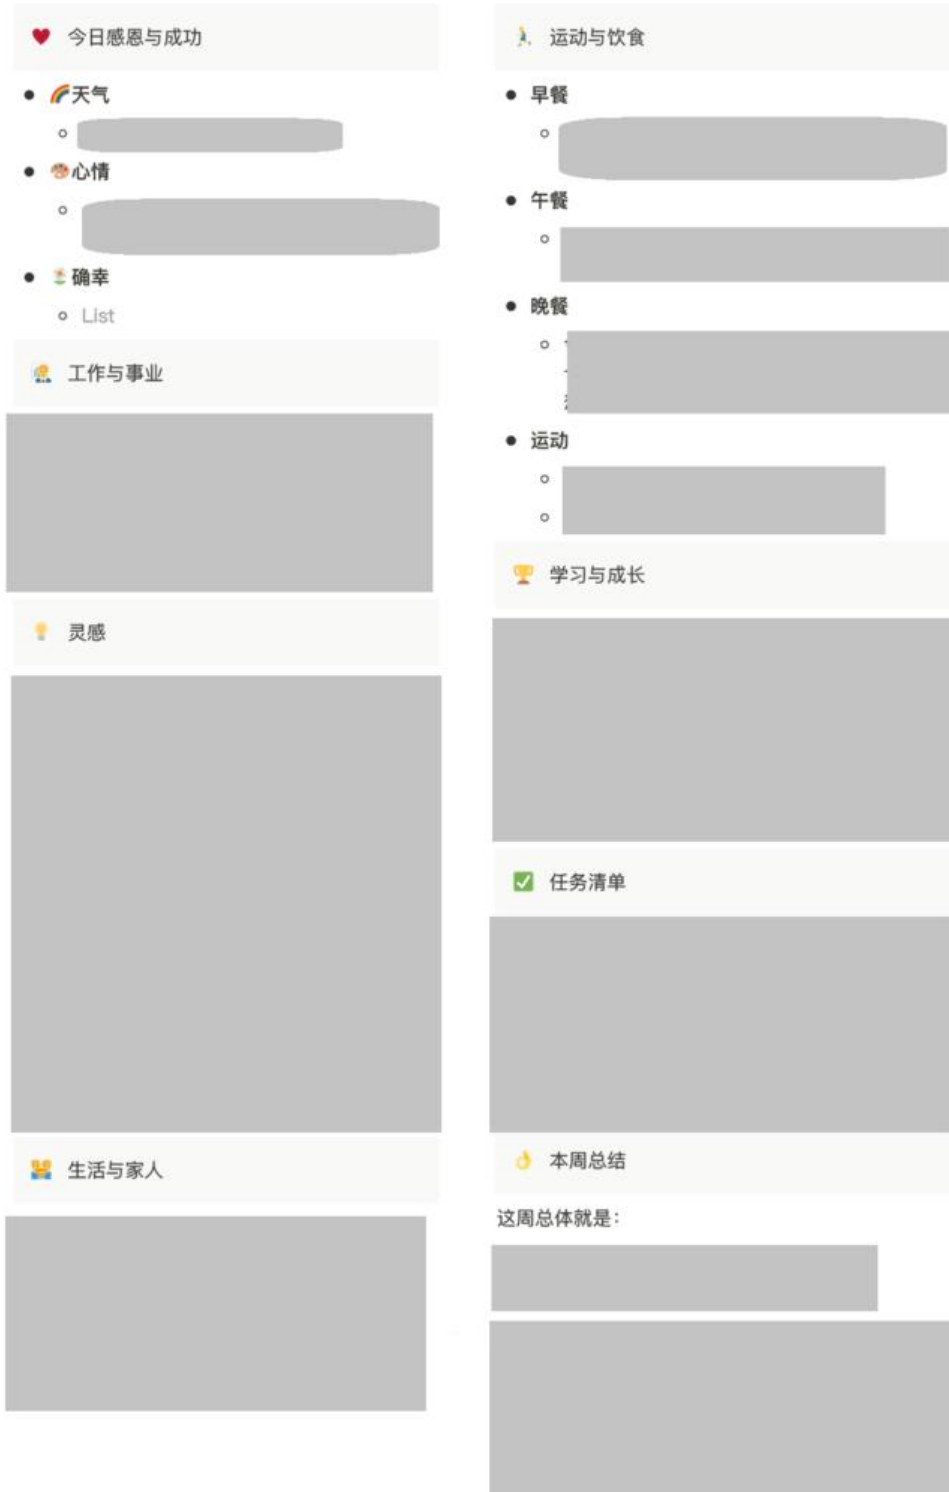 今日感恩与成功
天气
心情
确幸
List
工作与事业
灵感
生活与家人
运动与饮食
早餐
午餐
晚餐
运动
学习与成长
任务清单
本周总结
这周总体就是：